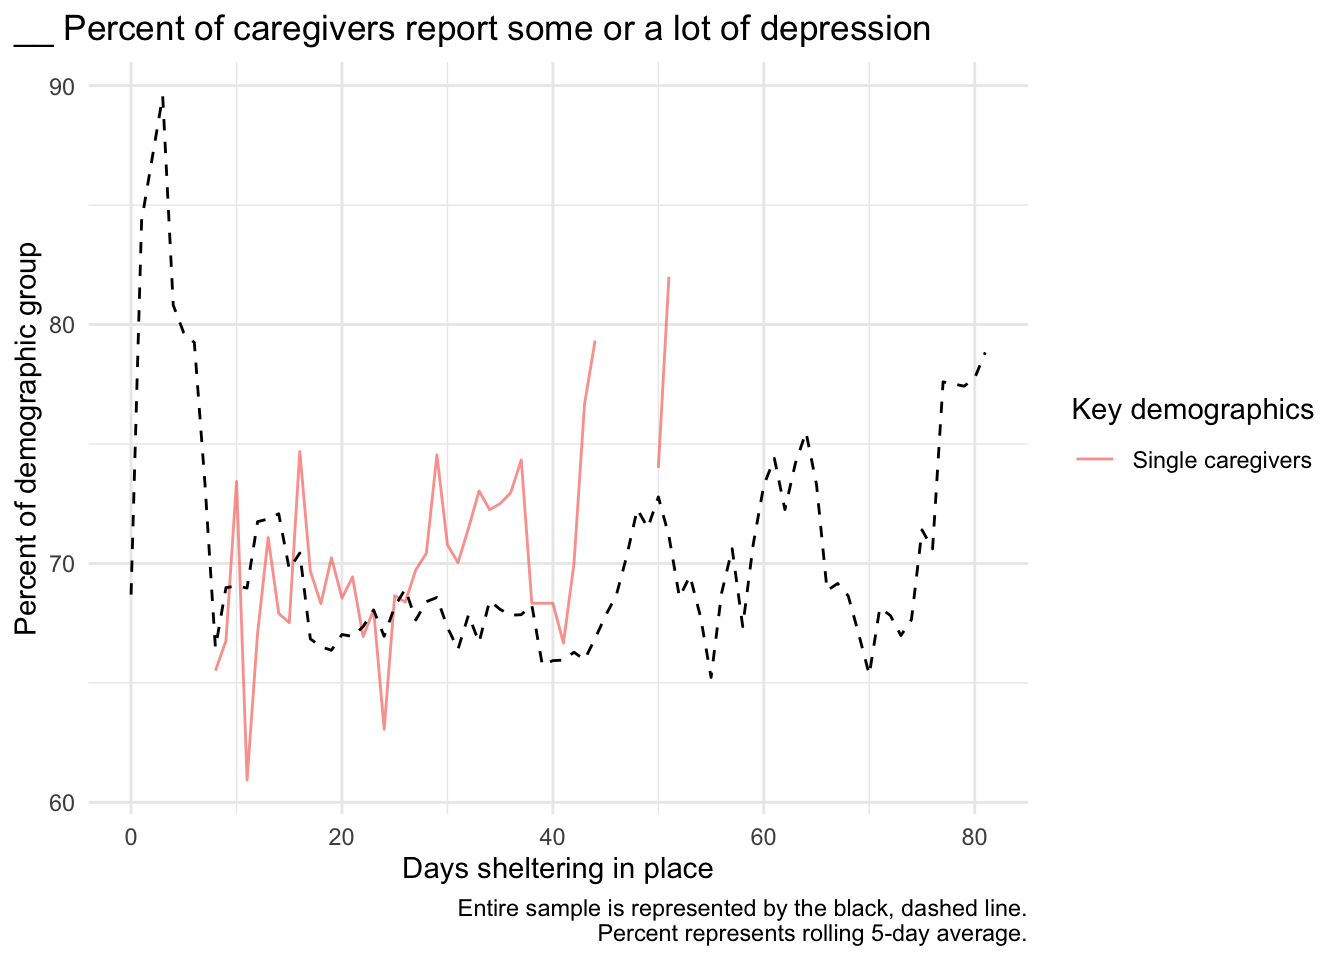 __ Percent of caregivers report some or a lot of depression
90
80
70
60
Percent of demographic group
0 20 40 60 80
Days sheltering in place
Key demographics
Single caregivers
Entire sample is represented by the black, dashed line.
Percent represents rolling 5-day average.